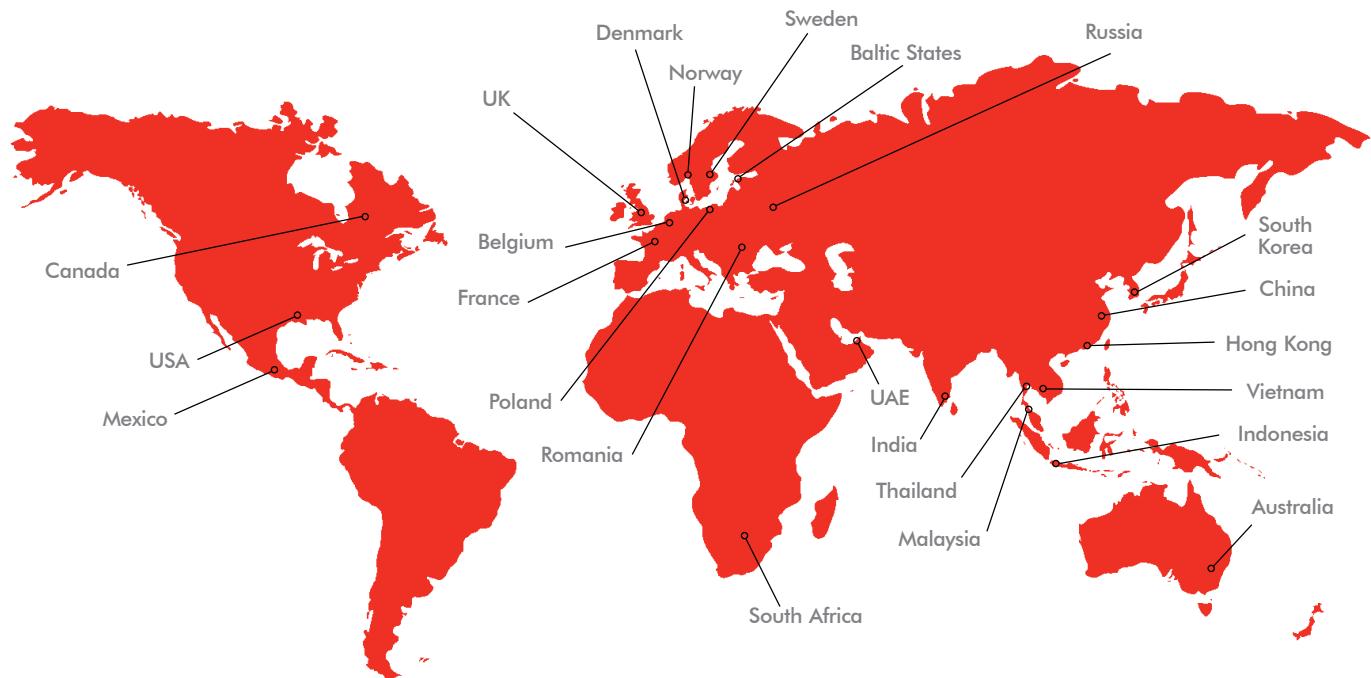 Sweden
Denmark
Russia
Baltic States
Norway
UK
South
Korea
Belgium
Canada
China
France
Hong Kong
USA
Vietnam
UAE
Poland
Mexico
Indonesia
India
Romania
Thailand
Australia
Malaysia
South Africa